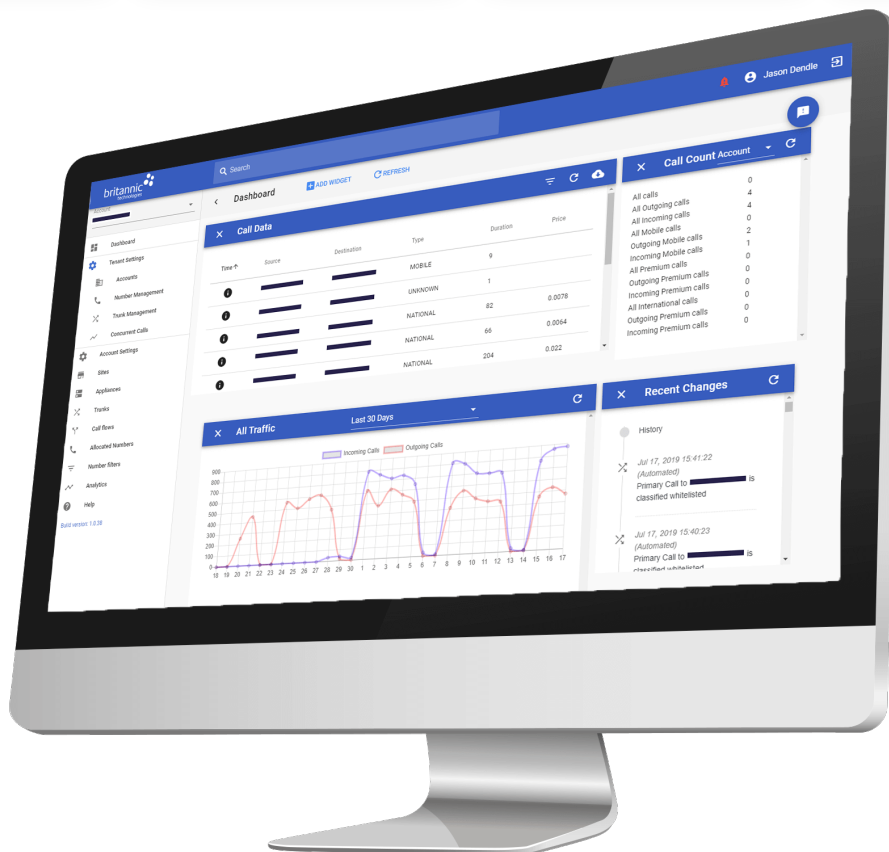 Jason Dendle
britannic
technologies
Search
Account
Dashboard
Tenant Settings
Accounts
Number Management
Trunk Management
Concurrent Calls
Account Settings
Sites
Appliances
Trunks
Call flows
Allocated Numbers
Number filters
Analytics
Help
Build version: 1.0.38
Dashboard
ADD WIDGET
REFRESH
Call Data
Time Source Destination Type Duration Price
MOBILE 9
UNKNOWN 1
NATIONAL 82 0.0078
NATIONAL 66 0.0064
NATIONAL 204 0.022
Call Count Account
All calls 0
All Outgoing calls 4
All Incoming calls 4
All Mobile calls 0
Outgoing Mobile calls 2
Incoming Mobile calls 1
All Premium calls 0
Outgoing Premium calls 0
Incoming Premium calls 0
All International calls 0
Outgoing Premium calls 0
Incoming Premium calls 0
All Traffic
Last 30 Days
Incoming Calls Outgoing Calls
900
800
700
600
500
400
300
200
100
0
18 19 20 21 22 23 24 25 26 27 28 29 30 1 2 3 4 5 6 7 8 9 10 11 12 13 14 15 16 17
Recent Changes
History
Jul 17, 2019 15:41:22
(Automated)
Primary Call to is
classified whitelisted
Jul 17, 2019 15:40:23
(Automated)
Primary Call to is
classified whitelisted